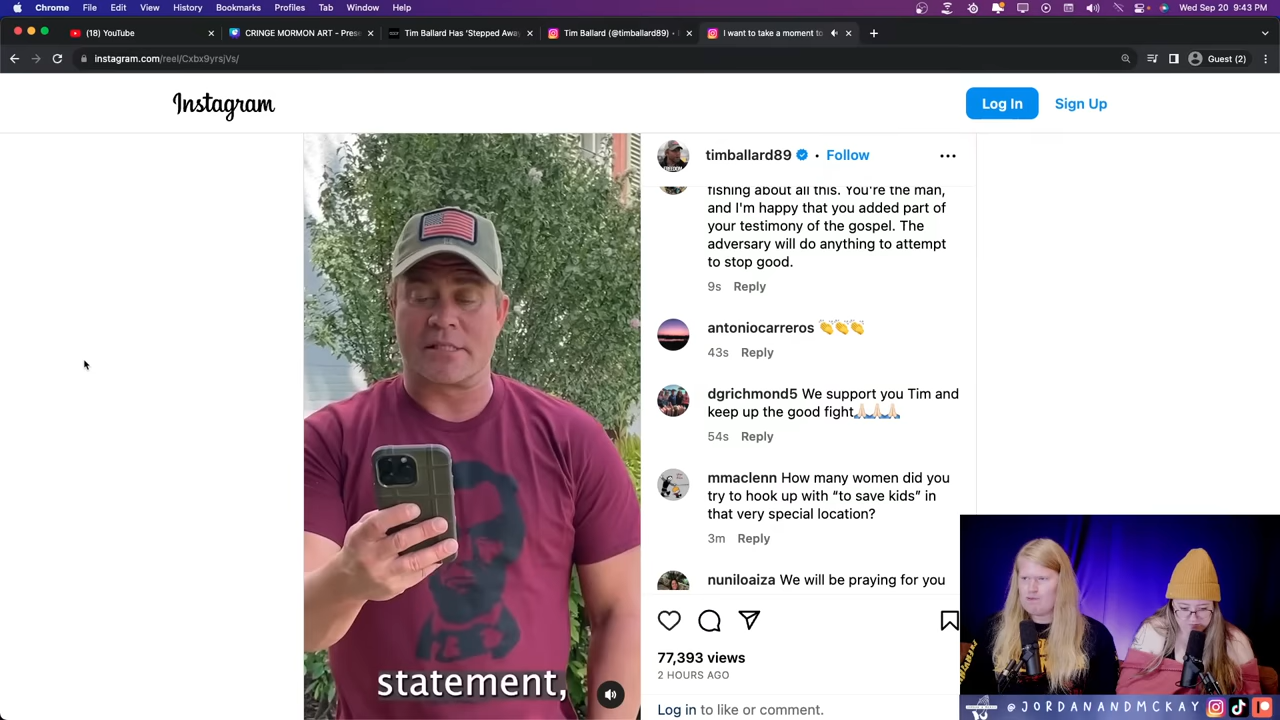 Chrome File Edit View History Bookmarks Profiles Tab Window Help Wed Sep 20 9:43 PM
(18) YouTube
CRINGE MORMON ART - Prese
Tim Ballard Has 'Stepped Away
Tim Ballard (@timballard89) •
I want to take a moment to
instagram.com/reel/Cxbx9yrsjVs/
Guest (2)
Instagram
Log In
Sign Up
timballard89 • Follow
fishing about all this. You're the man,
and I'm happy that you added part of
your testimony of the gospel. The
adversary will do anything to attempt
to stop good.
9s Reply
antoniocarreros 👏👏👏
43s Reply
dgrichmond5 We support you Tim and
keep up the good fight🙏🏻🙏🏻🙏🏻
54s Reply
mmaclenn How many women did you
try to hook up with “to save kids” in
that very special location?
3m Reply
nuniloaiza We will be praying for you
77,393 views
2 HOURS AGO
Log in to like or comment.
statement,
@JORDANANDMCKAY